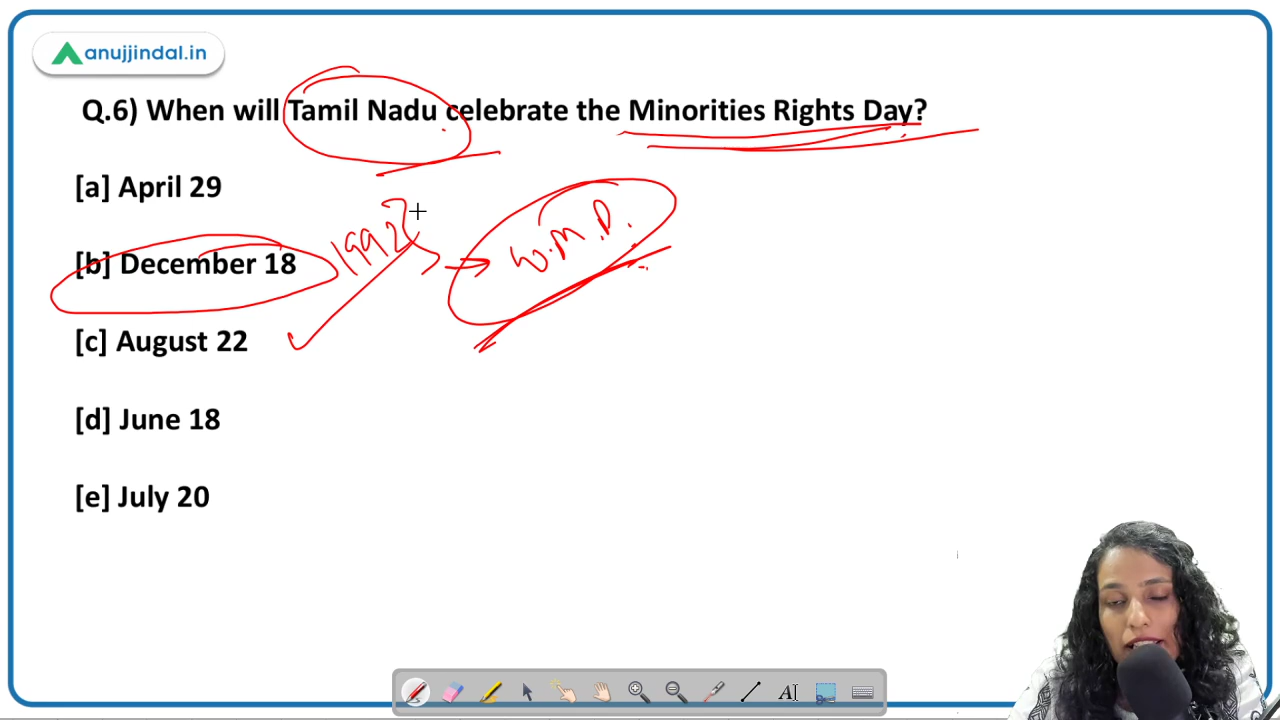 anujjindal.in
Q.6) When will Tamil Nadu celebrate the Minorities Rights Day?
[a] April 29
[b] December 18
1992
W.M.D.
[c] August 22
[d] June 18
[e] July 20
AI